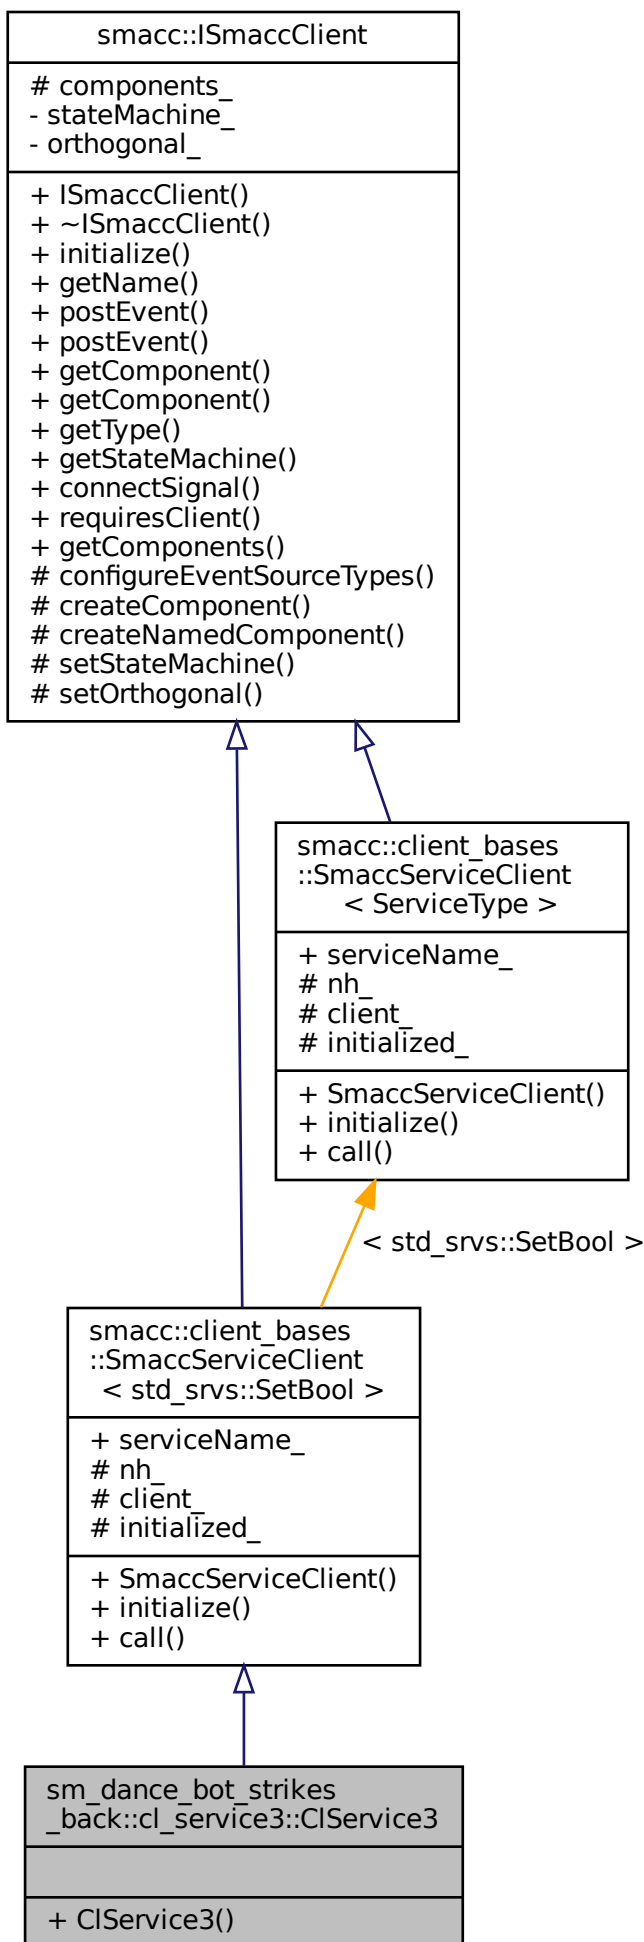 smacc::ISmaccClient
# components_
- stateMachine_
- orthogonal_
+ ISmaccClient()
+ ~ISmaccClient()
+ initialize()
+ getName()
+ postEvent()
+ postEvent()
+ getComponent()
+ getComponent()
+ getType()
+ getStateMachine()
+ connectSignal()
+ requiresClient()
+ getComponents()
# configureEventSourceTypes()
# createComponent()
# createNamedComponent()
# setStateMachine()
# setOrthogonal()
smacc::client_bases
::SmaccServiceClient
< ServiceType >
+ serviceName_
# nh_
# client_
# initialized_
+ SmaccServiceClient()
+ initialize()
+ call()
< std_srvs::SetBool >
smacc::client_bases
::SmaccServiceClient
< std_srvs::SetBool >
+ serviceName_
# nh_
# client_
# initialized_
+ SmaccServiceClient()
+ initialize()
+ call()
sm_dance_bot_strikes
_back::cl_service3::ClService3
+ ClService3()